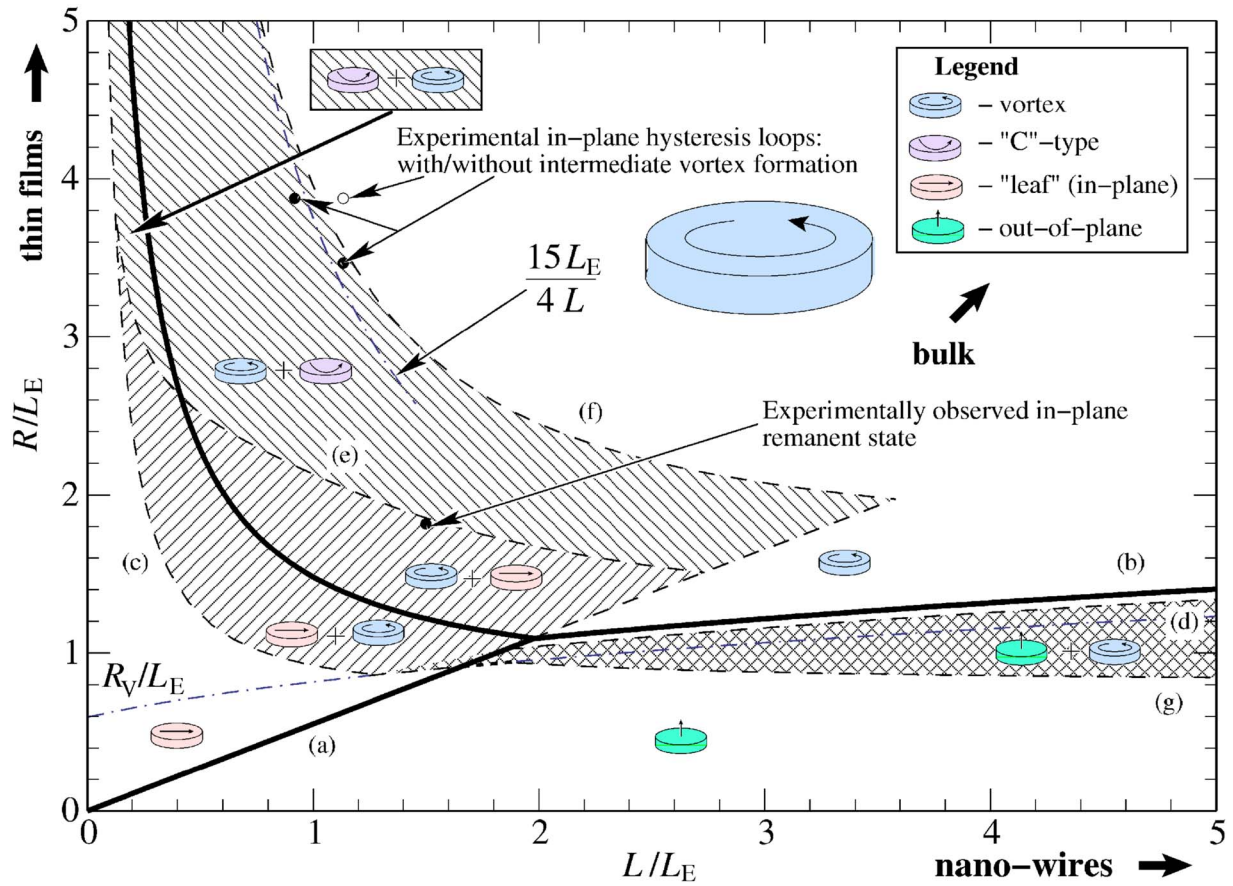 5
4
3
2
1
0
R/L_E
thin films
+
Experimental in-plane hysteresis loops:
with/without intermediate vortex formation
15 L_E
4 L
Legend
– vortex
– "C"–type
– "leaf" (in–plane)
– out–of–plane
bulk
+
(f)
(e)
Experimentally observed in–plane
remanent state
(c)
+
+
(b)
(d)
+
(g)
R_V/L_E
(a)
0
1
2
3
4
5
L/L_E
nano–wires